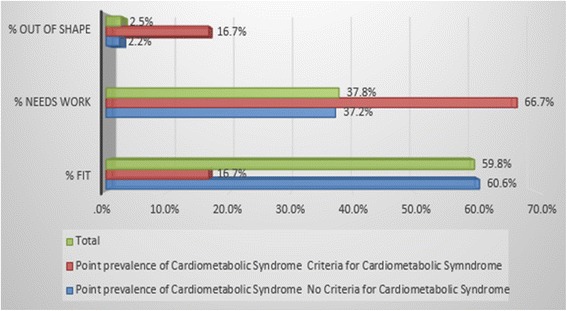 % OUT OF SHAPE
2.5%
16.7%
2.2%
% NEEDS WORK
37.8%
66.7%
37.2%
% FIT
59.8%
16.7%
60.6%
.0% 10.0% 20.0% 30.0% 40.0% 50.0% 60.0% 70.0%
Total
Point prevalence of Cardiometabolic Syndrome Criteria for Cardiometabolic Symndrome
Point prevalence of Cardiometabolic Syndrome No Criteria for Cardiometabolic Syndrome